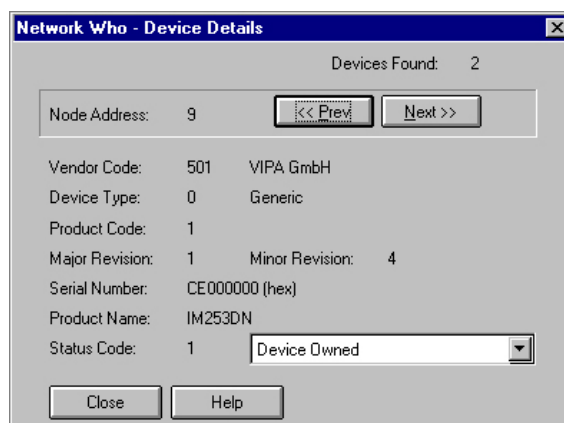 Network Who - Device Details
Devices Found: 2
Node Address: 9 << Prev Next >>
Vendor Code: 501 VIPA GmbH
Device Type: 0 Generic
Product Code: 1
Major Revision: 1 Minor Revision: 4
Serial Number: CE000000 (hex)
Product Name: IM253DN
Status Code: 1 Device Owned
Close Help